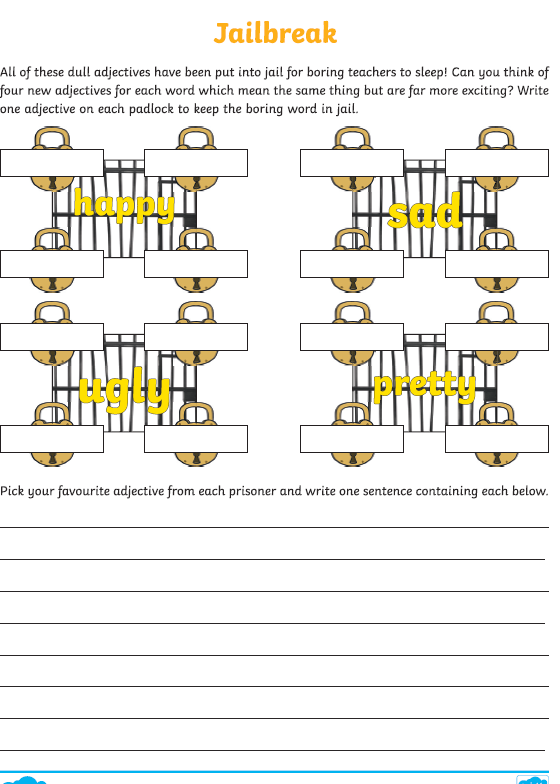 Jailbreak
All of these dull adjectives have been put into jail for boring teachers to sleep! Can you think of
four new adjectives for each word which mean the same thing but are far more exciting? Write
one adjective on each padlock to keep the boring word in jail.
happy
sad
ugly
pretty
Pick your favourite adjective from each prisoner and write one sentence containing each below.